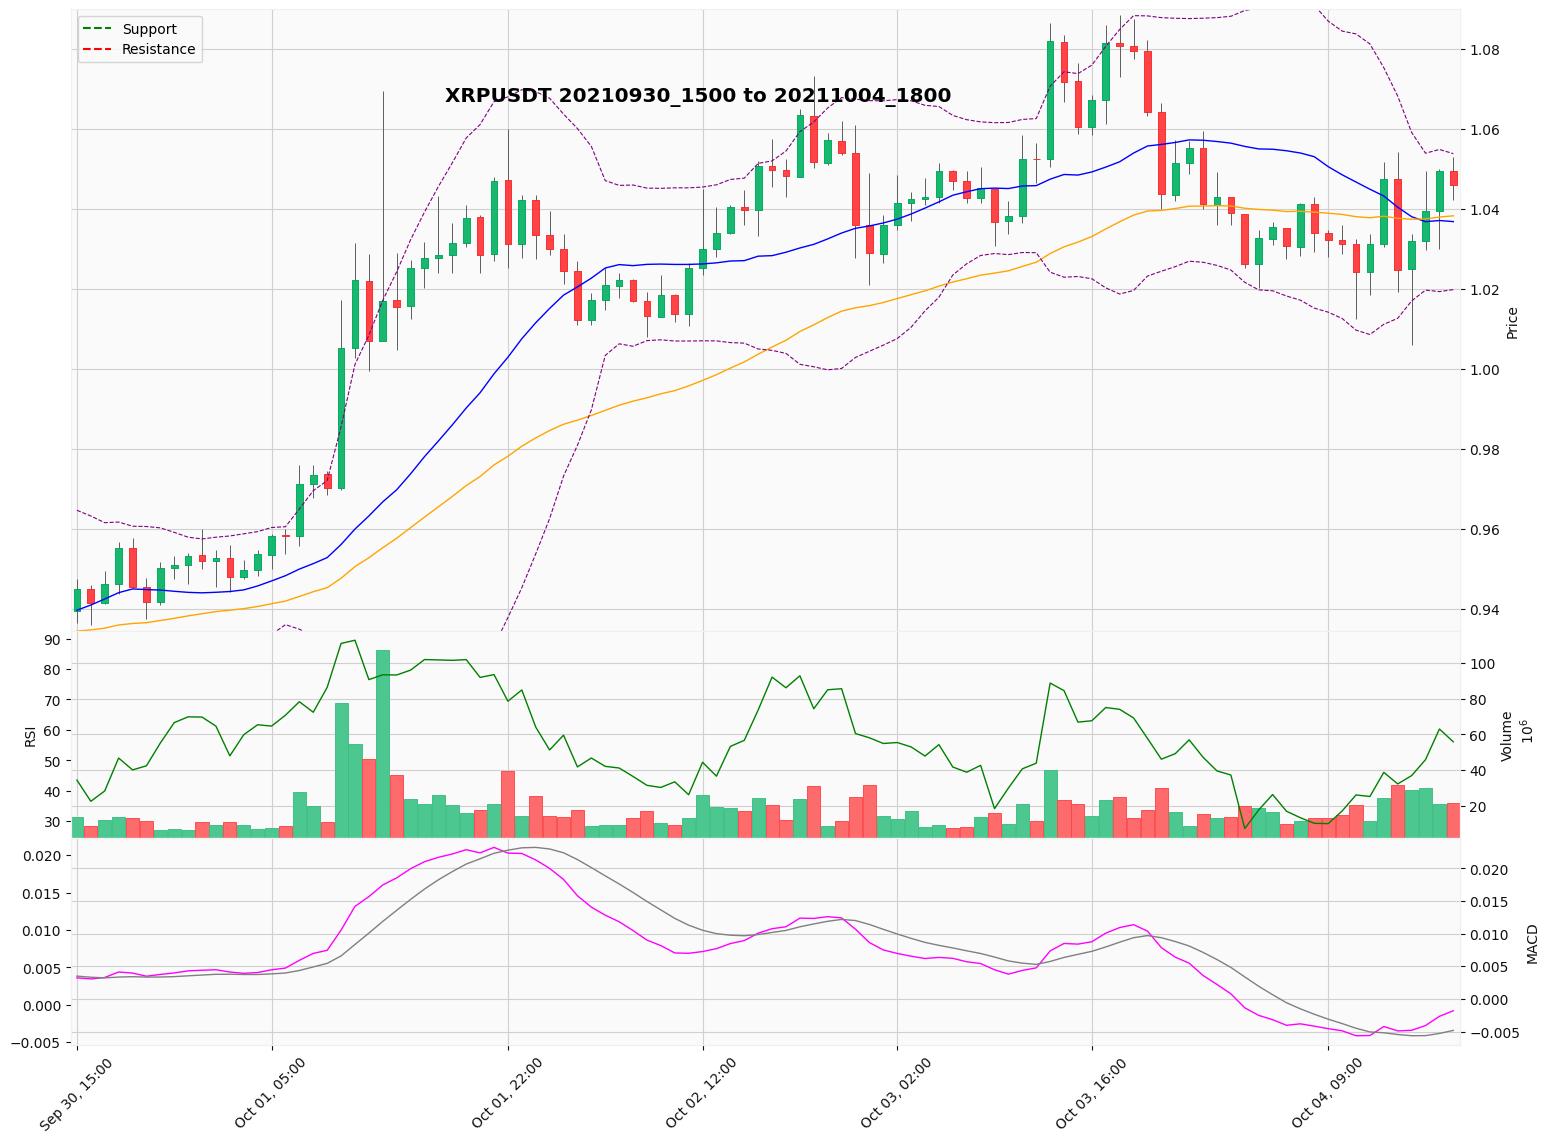 Support
Resistance
XRPUSDT 20210930_1500 to 20211004_1800
1.08
1.06
1.04
1.02
1.00
0.98
0.96
0.94
Price
90
80
70
60
50
40
30
RSI
100
80
60
40
20
Volume
10^6
0.020
0.015
0.010
0.005
0.000
−0.005
0.020
0.015
0.010
0.005
0.000
−0.005
MACD
Sep 30, 15:00
Oct 01, 05:00
Oct 01, 22:00
Oct 02, 12:00
Oct 03, 02:00
Oct 03, 16:00
Oct 04, 09:00